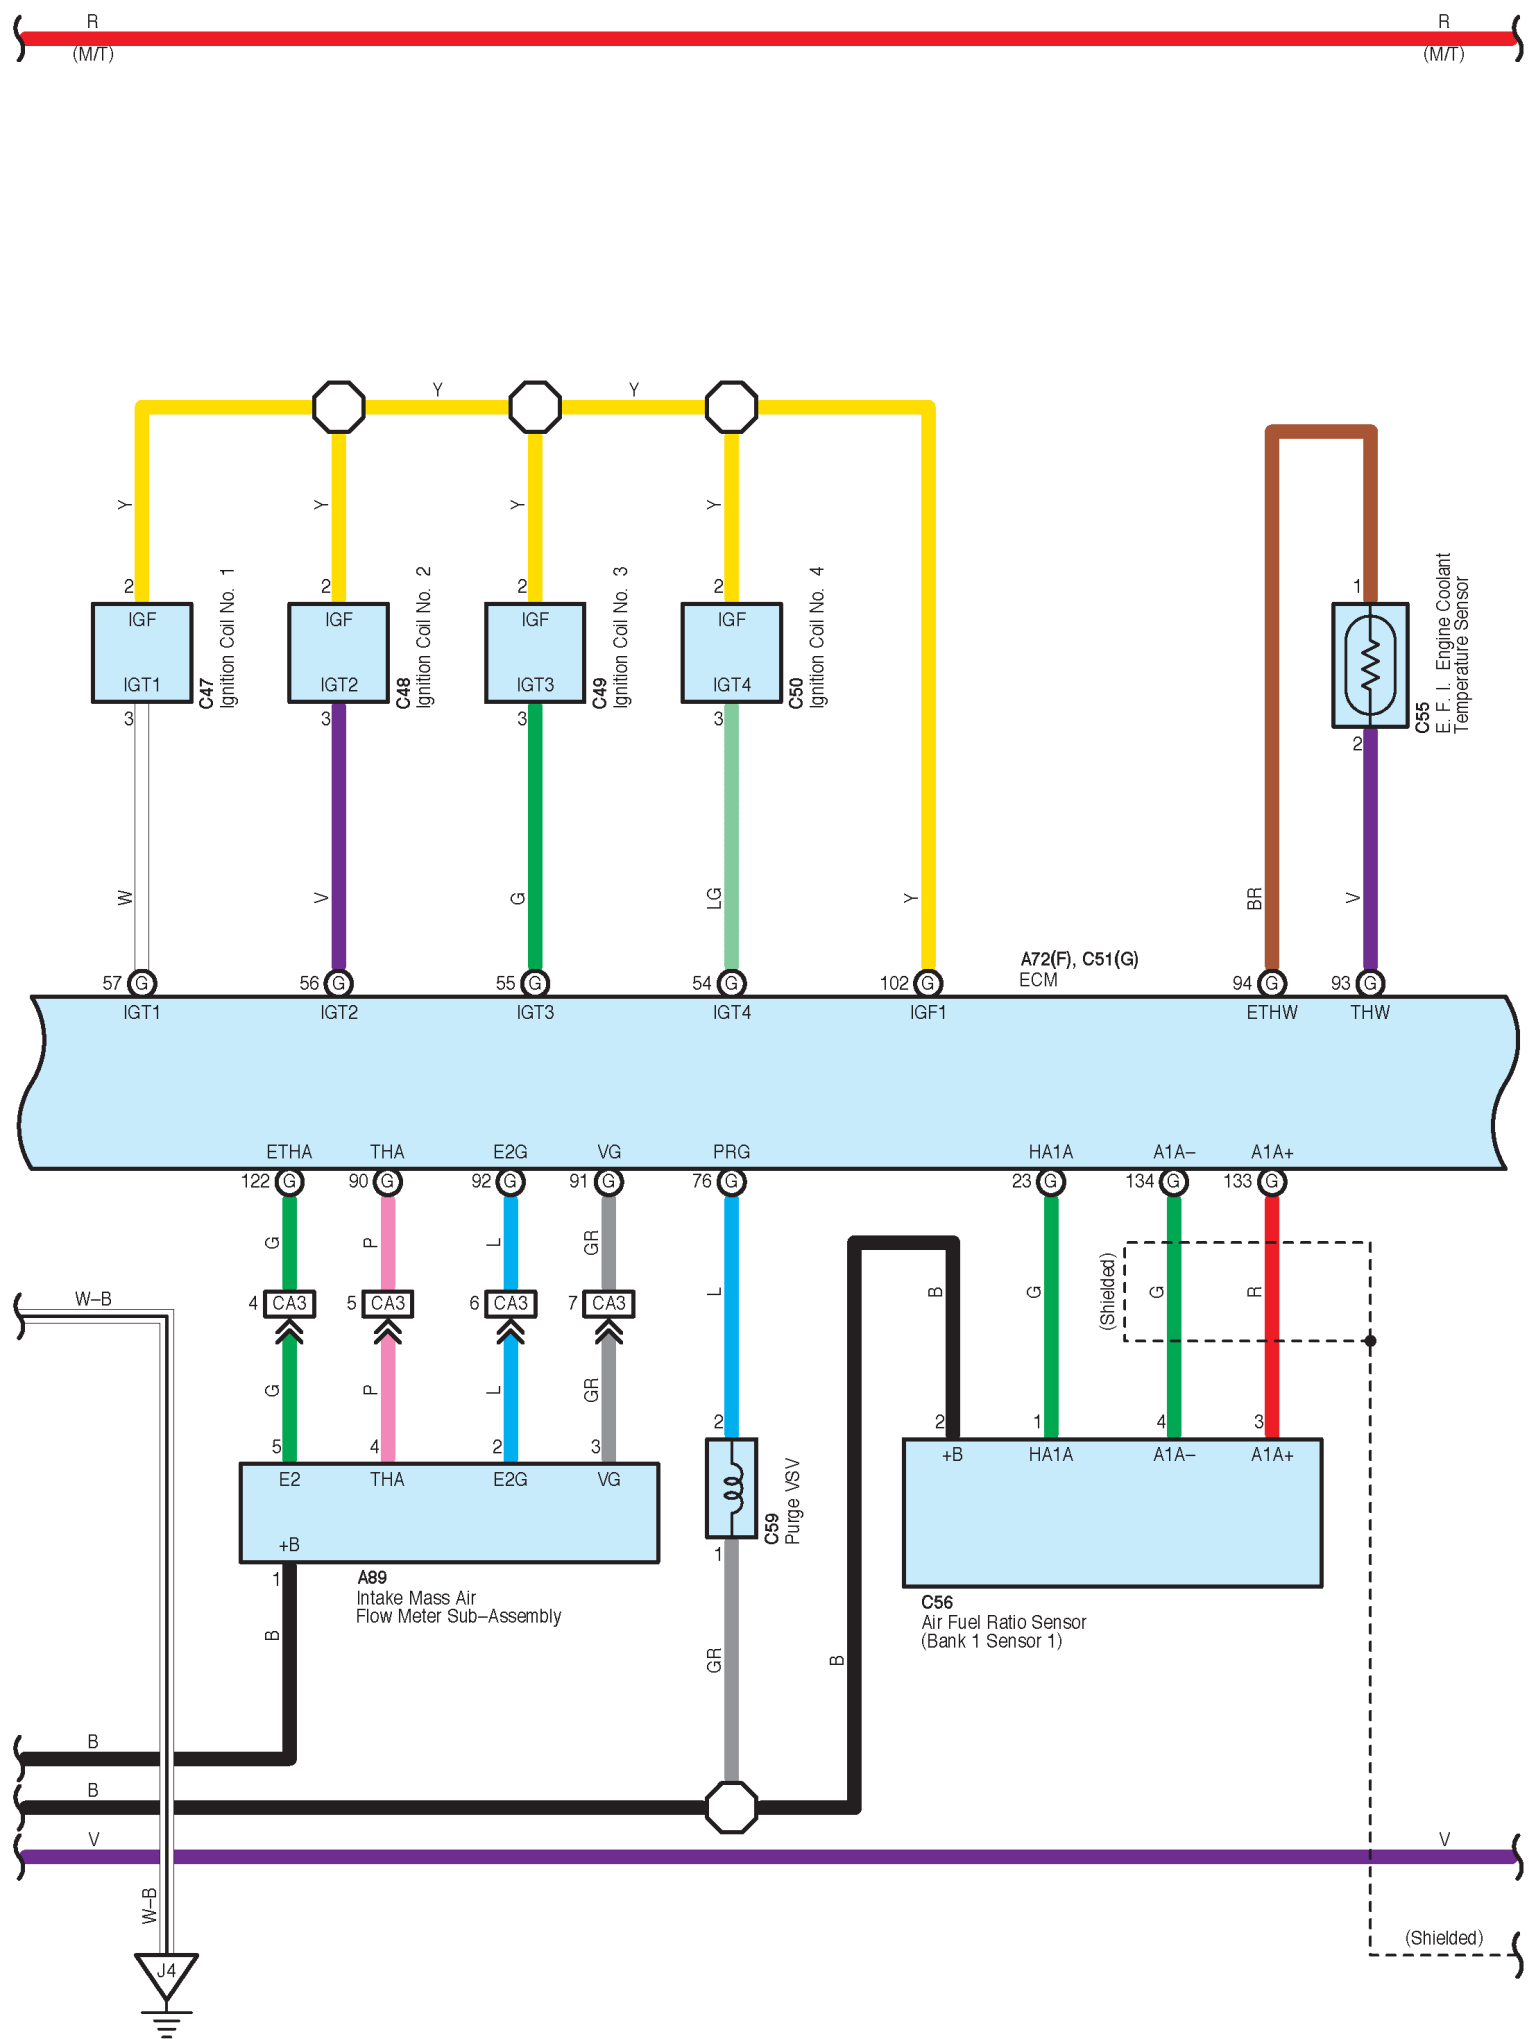 R R
(M/T) (M/T)
Y Y
Y Y Y Y
2 2 2 2 1
IGF IGF IGF IGF
IGT1 IGT2 IGT3 IGT4
C47
Ignition Coil No. 1
C48
Ignition Coil No. 2
C49
Ignition Coil No. 3
C50
Ignition Coil No. 4
C55
E. F. I. Engine Coolant
Temperature Sensor
3 3 3 3 2
W V G LG Y BR V
A72(F), C51(G)
ECM
57 G 56 G 55 G 54 G 102 G 94 G 93 G
IGT1 IGT2 IGT3 IGT4 IGF1 ETHW THW
ETHA THA E2G VG PRG HA1A A1A– A1A+
122 G 90 G 92 G 91 G 76 G 23 G 134 G 133 G
G P L GR L B G (Shielded) G R
W–B
4 CA3 5 CA3 6 CA3 7 CA3
G P L GR
5 4 2 3 2 2 1 4 3
E2 THA E2G VG +B HA1A A1A– A1A+
C59
Purge VSV
+B
1 1
A89
Intake Mass Air
Flow Meter Sub–Assembly
C56
Air Fuel Ratio Sensor
(Bank 1 Sensor 1)
B GR B
B
B
V V
W–B
(Shielded)
J4